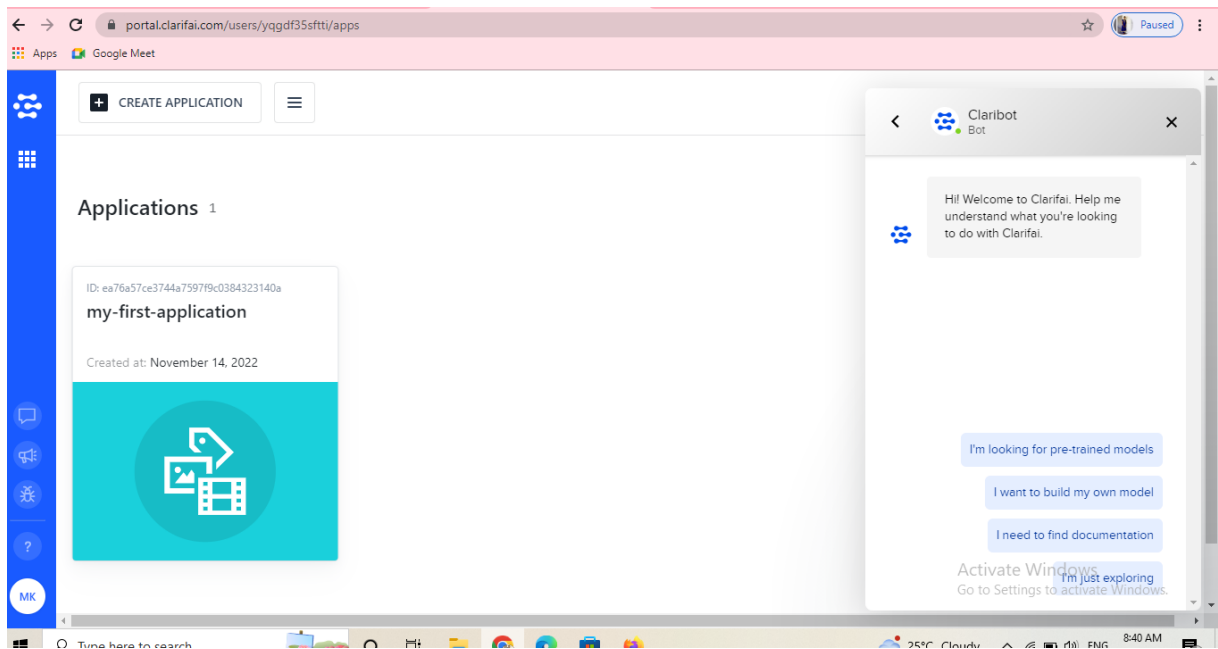 portal.clarifai.com/users/yqgdf35sftti/apps
Paused
Apps
Google Meet
CREATE APPLICATION
Claribot
Bot
Hi! Welcome to Clarifai. Help me
understand what you're looking
to do with Clarifai.
Applications 1
ID: ea76a57ce3744a7597f9c0384323140a
my-first-application
Created at: November 14, 2022
I'm looking for pre-trained models
I want to build my own model
I need to find documentation
I'm just exploring
Activate Windows
Go to Settings to activate Windows.
?
MK
Type here to search
25°C Cloudy
ENG
8:40 AM